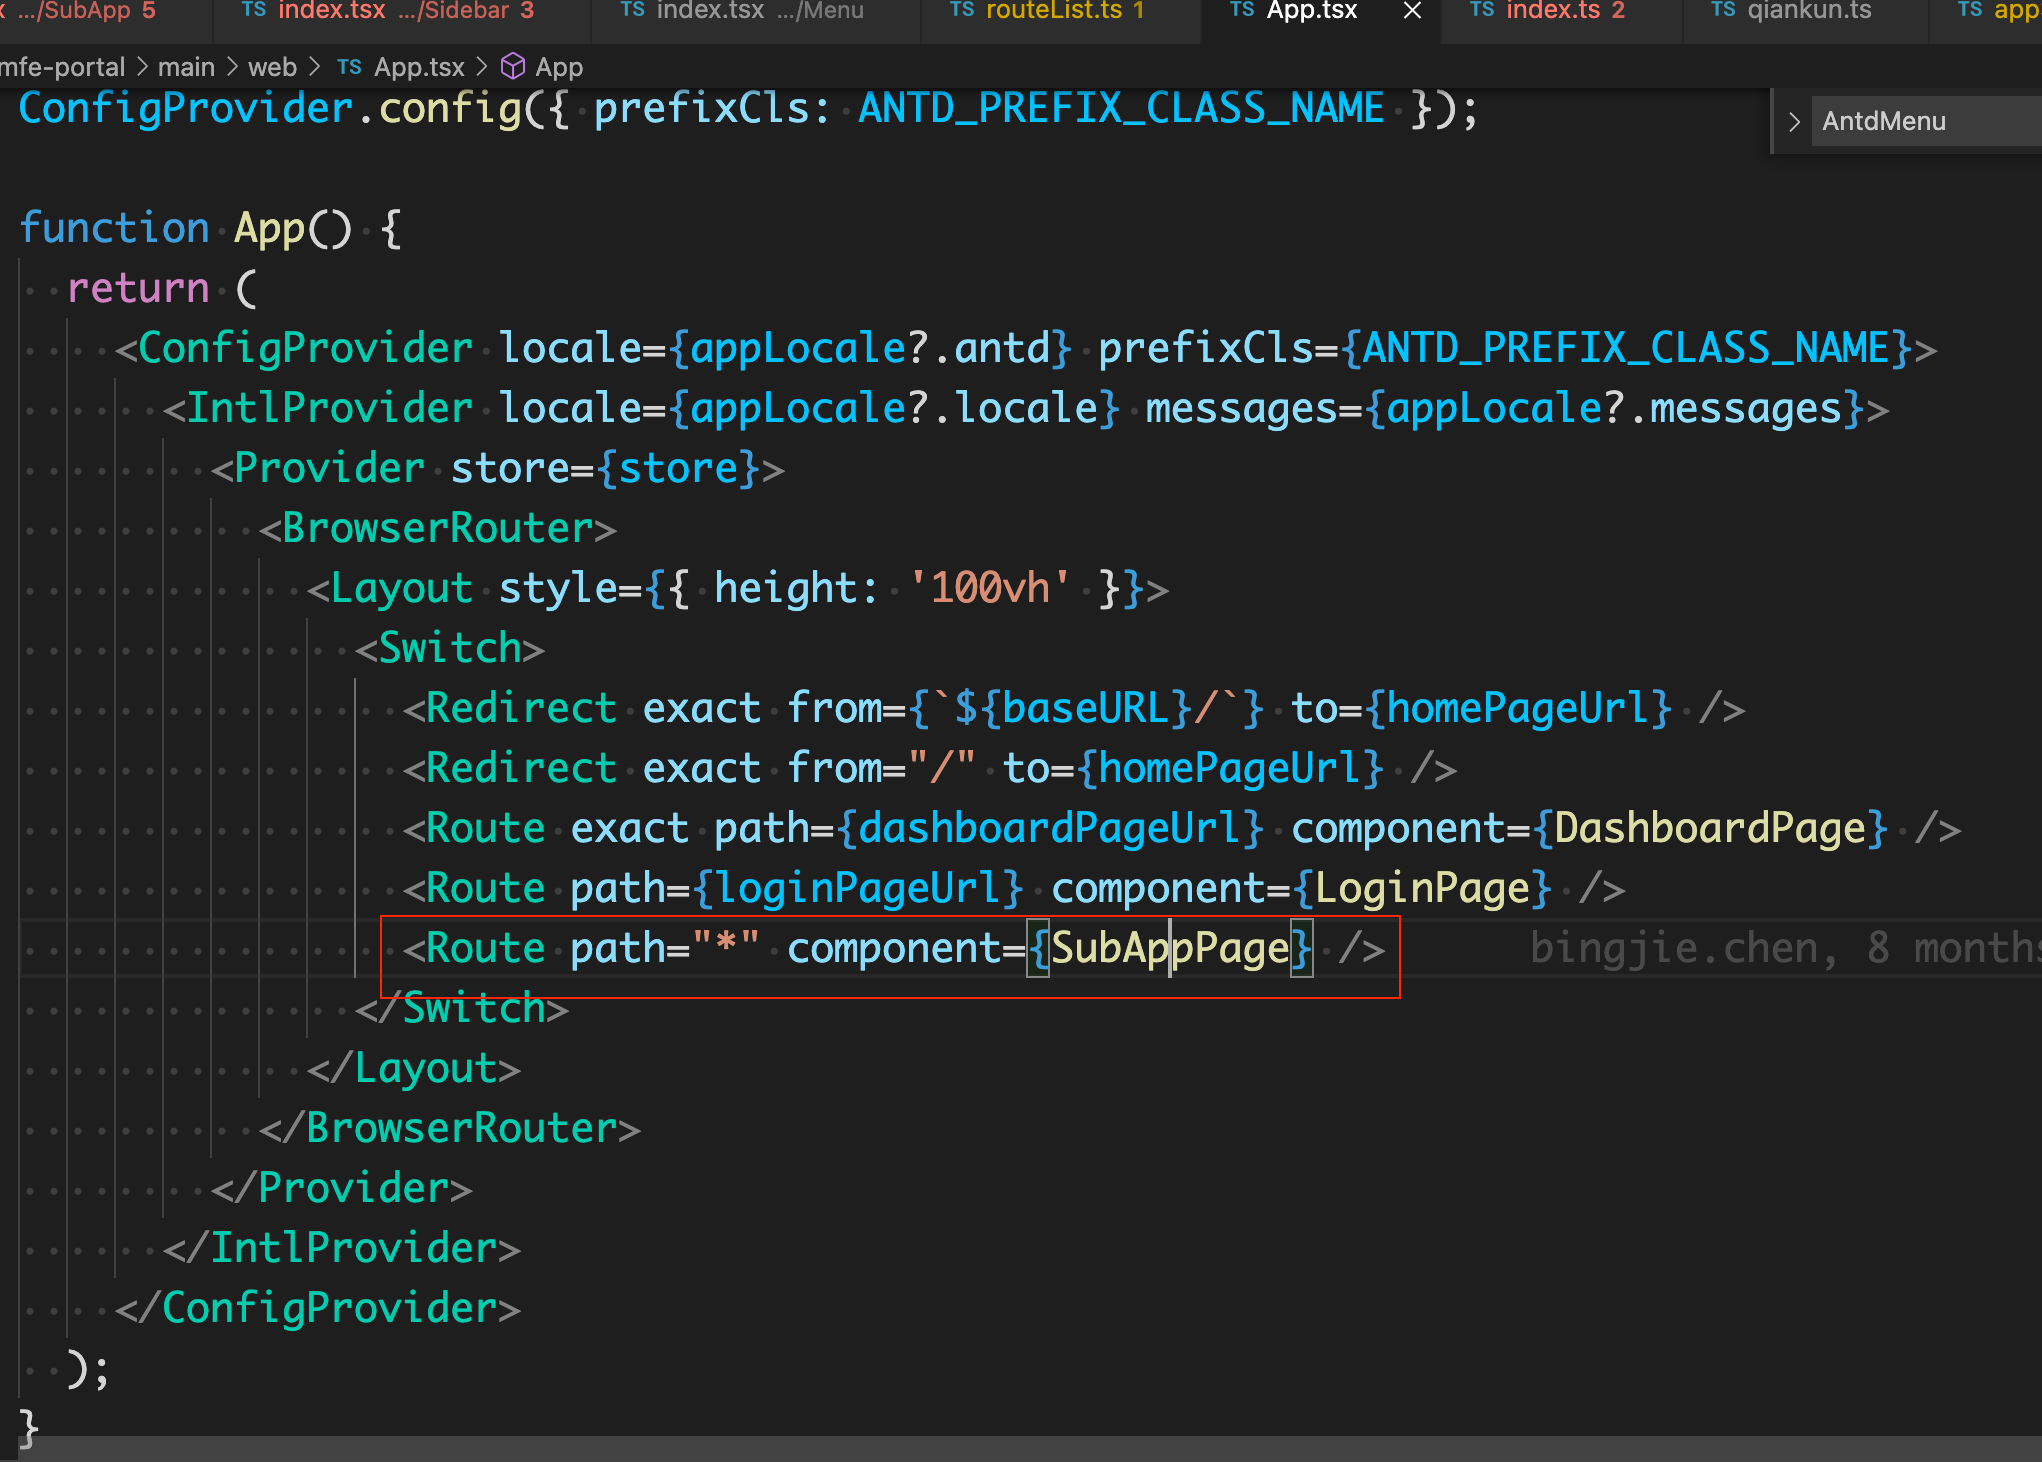 …/SubApp 5 TS index.tsx …/Sidebar 3 TS index.tsx …/Menu TS routeList.ts 1 TS App.tsx × TS index.ts 2 TS qiankun.ts TS
mfe-portal > main > web > TS App.tsx > App
AntdMenu
ConfigProvider.config({ prefixCls: ANTD_PREFIX_CLASS_NAME });
function App() {
return (
<ConfigProvider locale={appLocale?.antd} prefixCls={ANTD_PREFIX_CLASS_NAME}>
<IntlProvider locale={appLocale?.locale} messages={appLocale?.messages}>
<Provider store={store}>
<BrowserRouter>
<Layout style={{ height: '100vh' }}>
<Switch>
<Redirect exact from={`${baseURL}/`} to={homePageUrl} />
<Redirect exact from="/" to={homePageUrl} />
<Route exact path={dashboardPageUrl} component={DashboardPage} />
<Route path={loginPageUrl} component={LoginPage} />
<Route path="*" component={SubAppPage} /> bingjie.chen, 8 months
</Switch>
</Layout>
</BrowserRouter>
</Provider>
</IntlProvider>
</ConfigProvider>
);
}